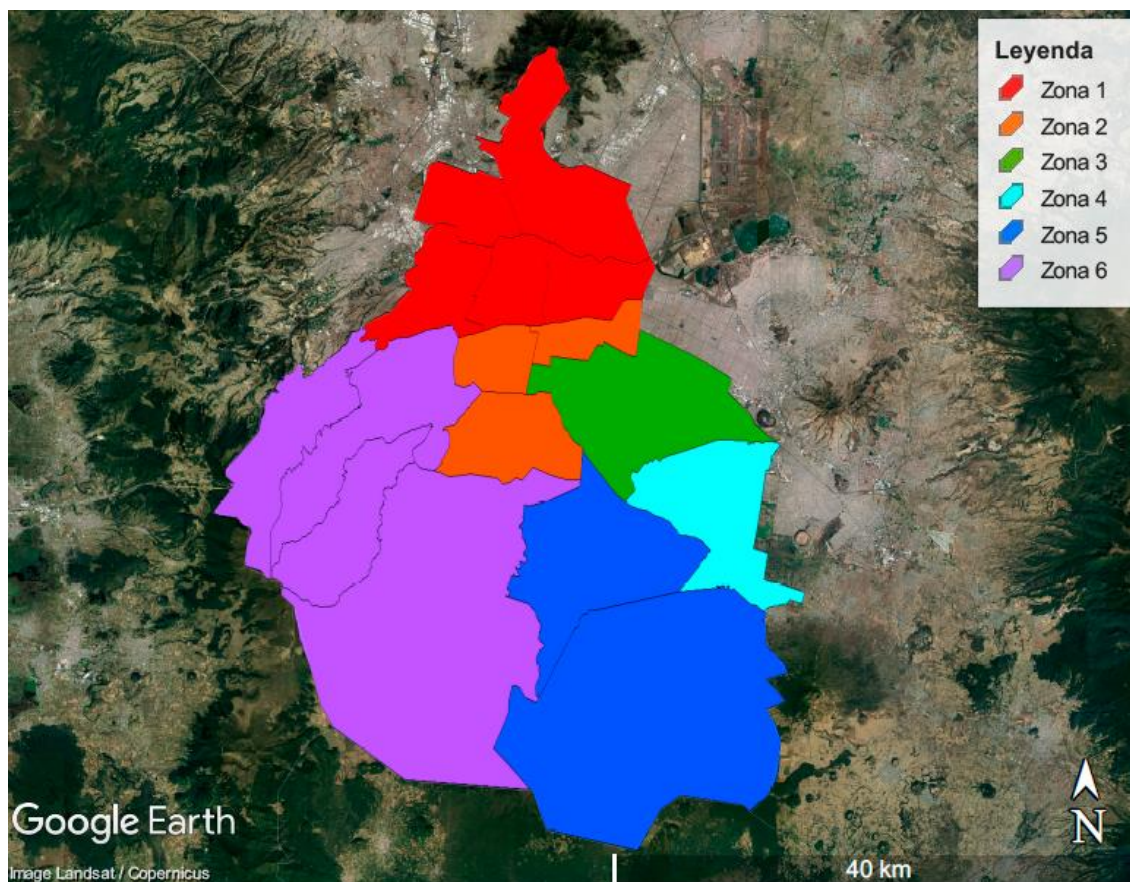 Leyenda
Zona 1
Zona 2
Zona 3
Zona 4
Zona 5
Zona 6
N
Google Earth
Image Landsat / Copernicus
40 km